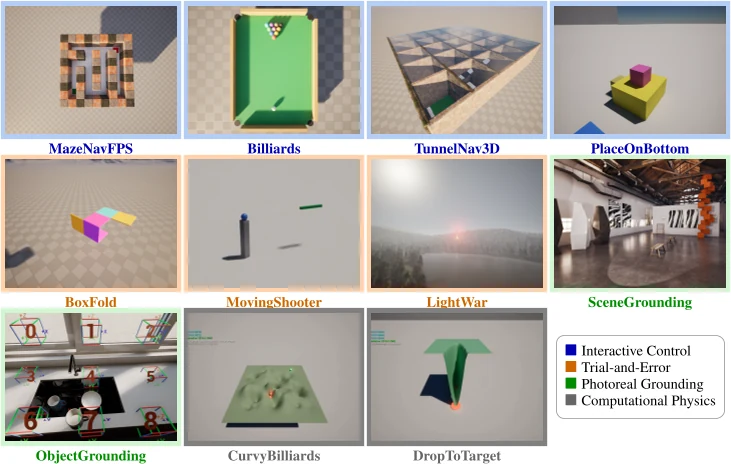 MazeNavFPS
Billiards
TunnelNav3D
PlaceOnBottom
BoxFold
MovingShooter
LightWar
SceneGrounding
0 1 2
3 4 5
6 7 8
ObjectGrounding
CurvyBilliards
DropToTarget
Interactive Control
Trial-and-Error
Photoreal Grounding
Computational Physics